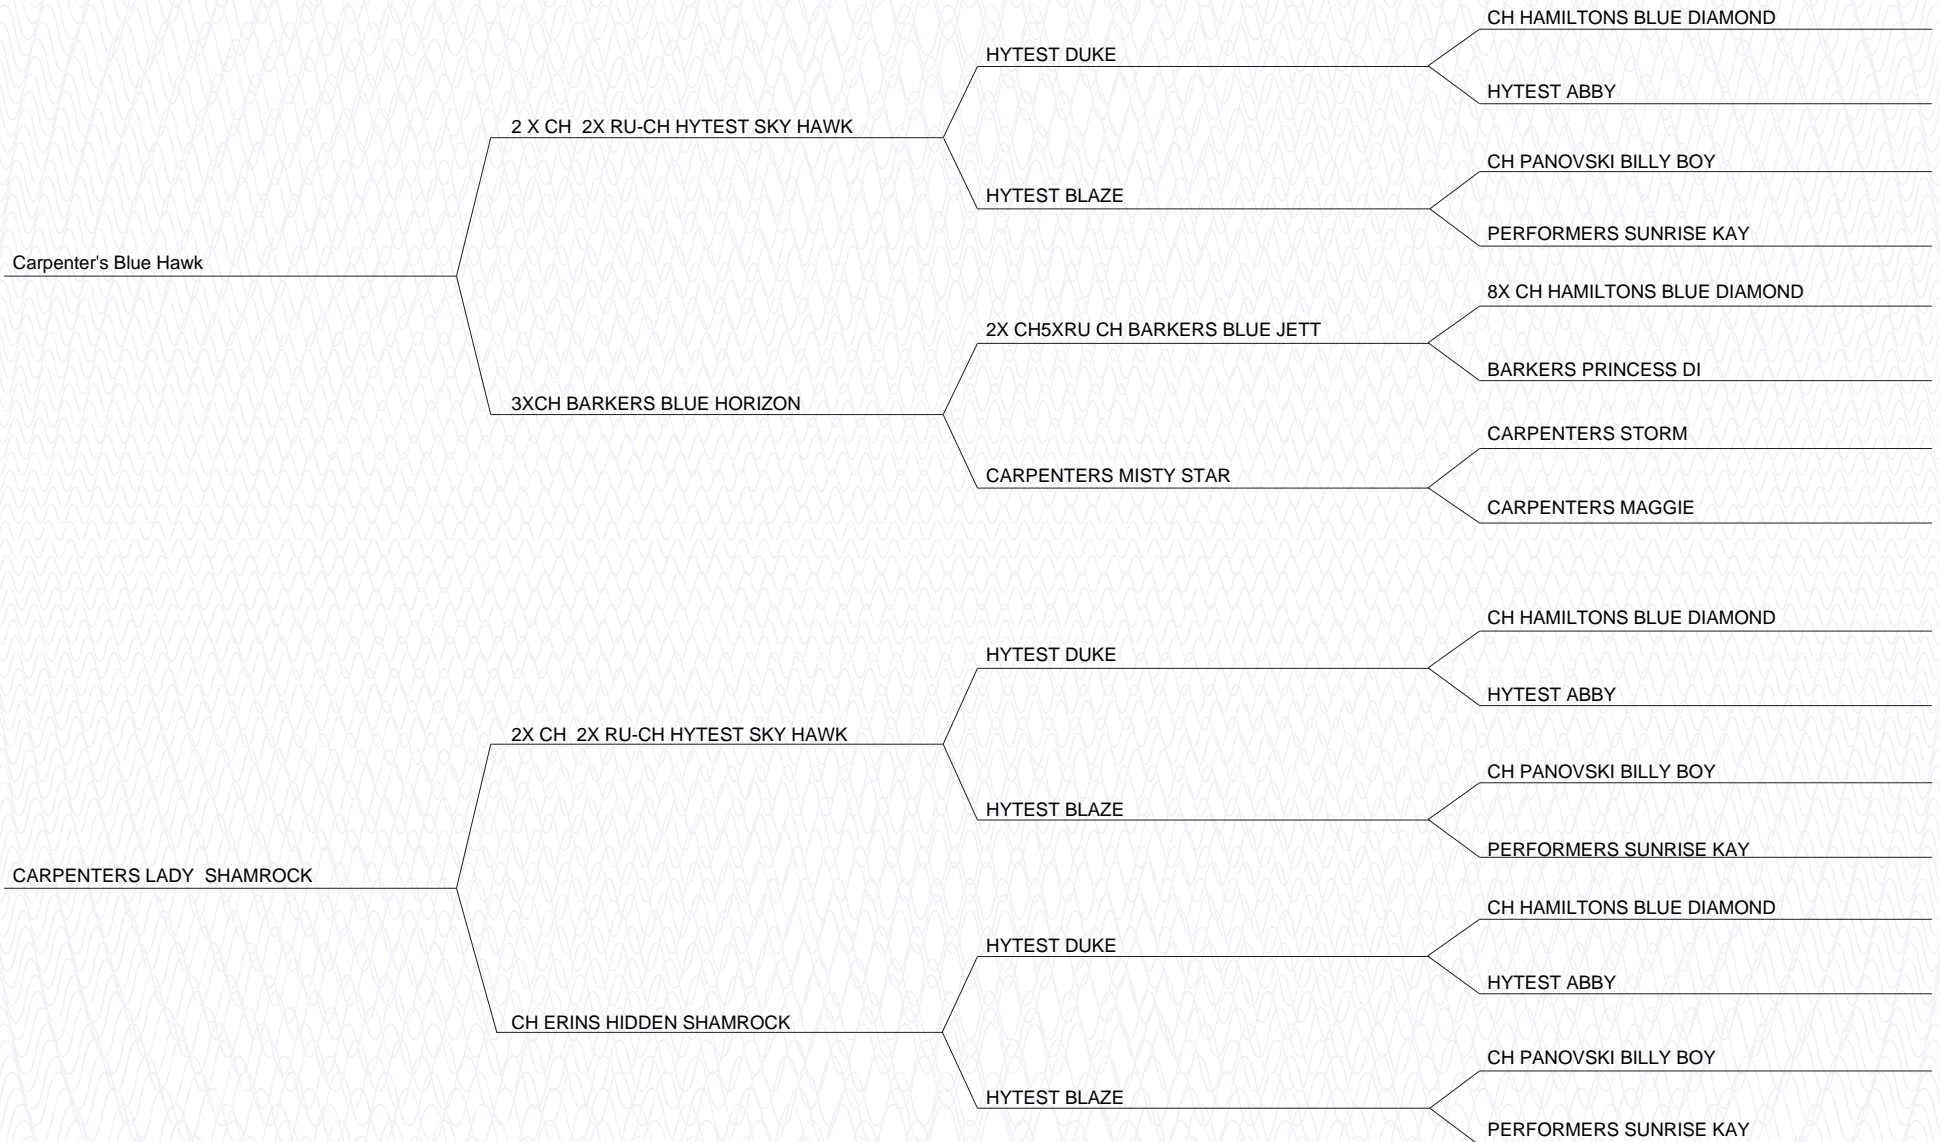 CH HAMILTONS BLUE DIAMOND
HYTEST DUKE
HYTEST ABBY
2 X CH  2X RU-CH HYTEST SKY HAWK
CH PANOVSKI BILLY BOY
HYTEST BLAZE
PERFORMERS SUNRISE KAY
Carpenter's Blue Hawk
8X CH HAMILTONS BLUE DIAMOND
2X CH5XRU CH BARKERS BLUE JETT
BARKERS PRINCESS DI
3XCH BARKERS BLUE HORIZON
CARPENTERS STORM
CARPENTERS MISTY STAR
CARPENTERS MAGGIE
CH HAMILTONS BLUE DIAMOND
HYTEST DUKE
HYTEST ABBY
2X CH  2X RU-CH HYTEST SKY HAWK
CH PANOVSKI BILLY BOY
HYTEST BLAZE
PERFORMERS SUNRISE KAY
CARPENTERS LADY  SHAMROCK
CH HAMILTONS BLUE DIAMOND
HYTEST DUKE
HYTEST ABBY
CH ERINS HIDDEN SHAMROCK
CH PANOVSKI BILLY BOY
HYTEST BLAZE
PERFORMERS SUNRISE KAY